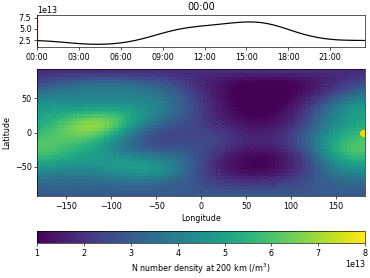 00:00
1e13
7.5
5.0
2.5
00:00 03:00 06:00 09:00 12:00 15:00 18:00 21:00
50
0
−50
Latitude
−150 −100 −50 0 50 100 150
Longitude
1 2 3 4 5 6 7 8
1e13
N number density at 200 km (/m³)